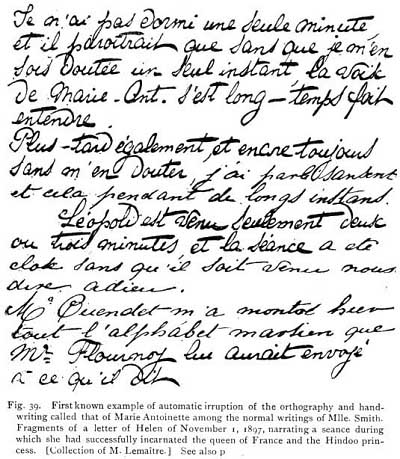 Je n'ai pas dormi une seule minute
et il paroitrait que sans que je m'en
sois doutée un seul instant la voix
de Marie-Ant. s'est long-temps fait
entendre.
Plus-tard également, et encore toujours
sans m'en douter, j'ai parlé
et cela pendant de longs instans.
Léopold est venu seulement deux
ou trois minutes et la séance a été
close sans qu'il soit venu nous
dire adieu.
Mr Cuendet m'a montré hier
tout l'alphabet martien que
Mr Flournoy lui aurait envoyé
à ce qu'il dit
Fig. 39. First known example of automatic irruption of the orthography and hand-
writing called that of Marie Antoinette among the normal writings of Mlle. Smith.
Fragments of a letter of Helen of November 1, 1897, narrating a seance during
which she had successfully incarnated the queen of France and the Hindoo prin-
cess. [Collection of M. Lemaître.] See also p